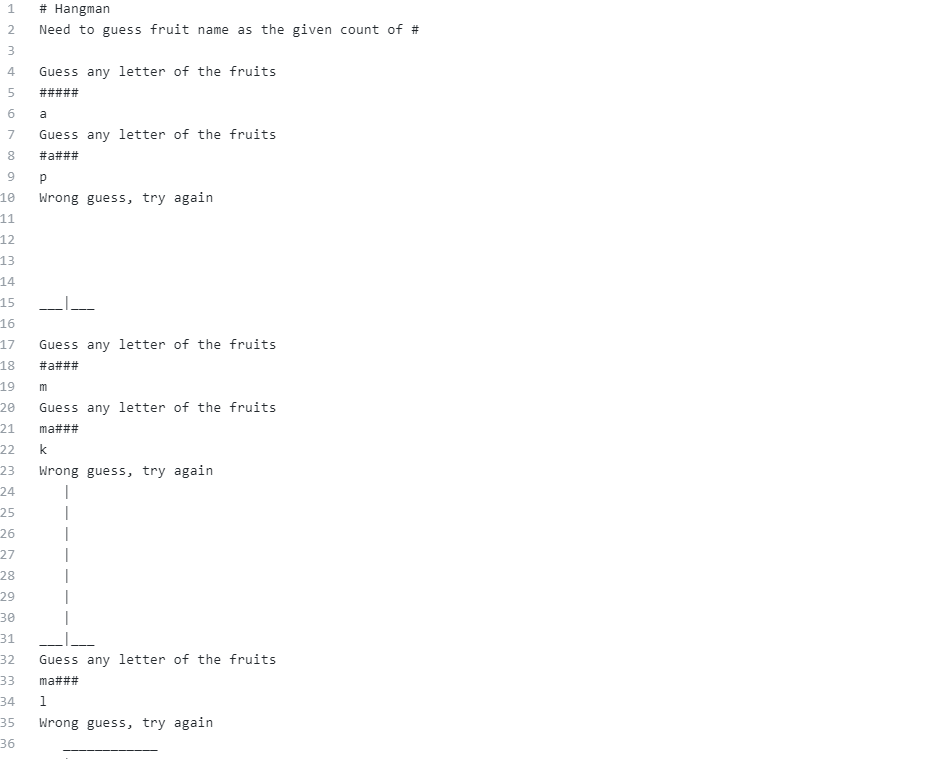 1 # Hangman
2 Need to guess fruit name as the given count of #
3
4 Guess any letter of the fruits
5 #####
6 a
7 Guess any letter of the fruits
8 #a###
9 p
10 Wrong guess, try again
11
12
13
14
15 ___|___
16
17 Guess any letter of the fruits
18 #a###
19 m
20 Guess any letter of the fruits
21 ma###
22 k
23 Wrong guess, try again
24    |
25    |
26    |
27    |
28    |
29    |
30    |
31 ___|___
32 Guess any letter of the fruits
33 ma###
34 l
35 Wrong guess, try again
36    ____________